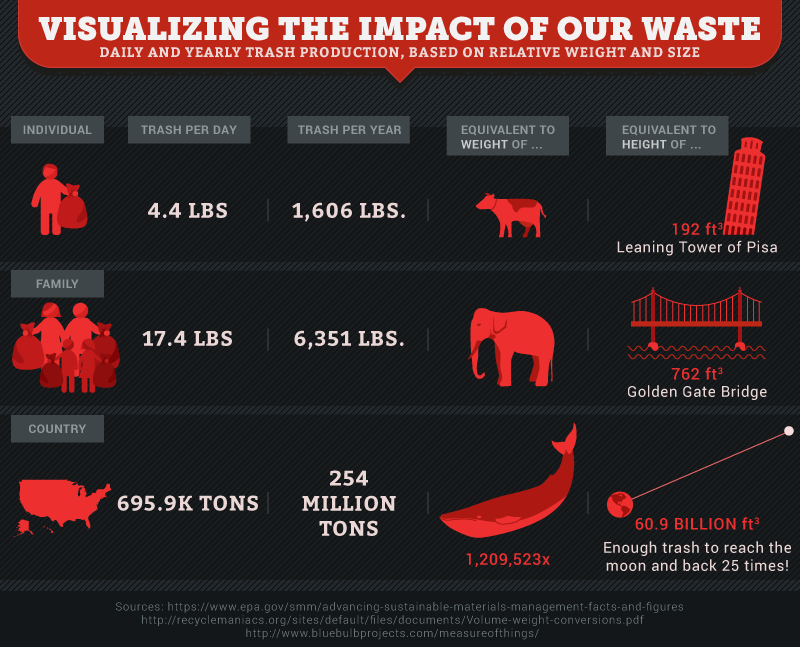 VISUALIZING THE IMPACT OF OUR WASTE
DAILY AND YEARLY TRASH PRODUCTION, BASED ON RELATIVE WEIGHT AND SIZE
INDIVIDUAL
TRASH PER DAY
TRASH PER YEAR
EQUIVALENT TO
WEIGHT OF ...
EQUIVALENT TO
HEIGHT OF ...
4.4 LBS
1,606 LBS.
192 ft³
Leaning Tower of Pisa
FAMILY
17.4 LBS
6,351 LBS.
762 ft³
Golden Gate Bridge
COUNTRY
695.9K TONS
254
MILLION
TONS
1,209,523x
60.9 BILLION ft³
Enough trash to reach the
moon and back 25 times!
Sources: https://www.epa.gov/smm/advancing-sustainable-materials-management-facts-and-figures
http://recyclemaniacs.org/sites/default/files/documents/Volume-weight-conversions.pdf
http://www.bluebulbprojects.com/measureofthings/